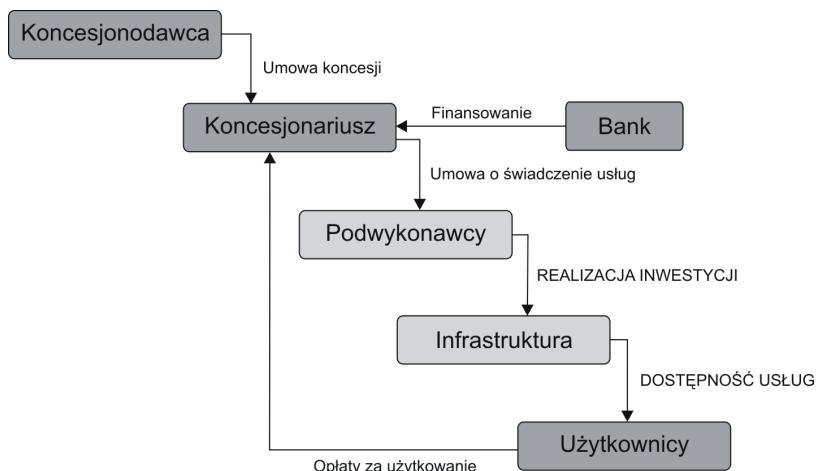 Koncesjonodawca
Umowa koncesji
Koncesjonariusz
Finansowanie
Bank
Umowa o świadczenie usług
Podwykonawcy
REALIZACJA INWESTYCJI
Infrastruktura
DOSTĘPNOŚĆ USŁUG
Użytkownicy
Opłaty za użytkowanie